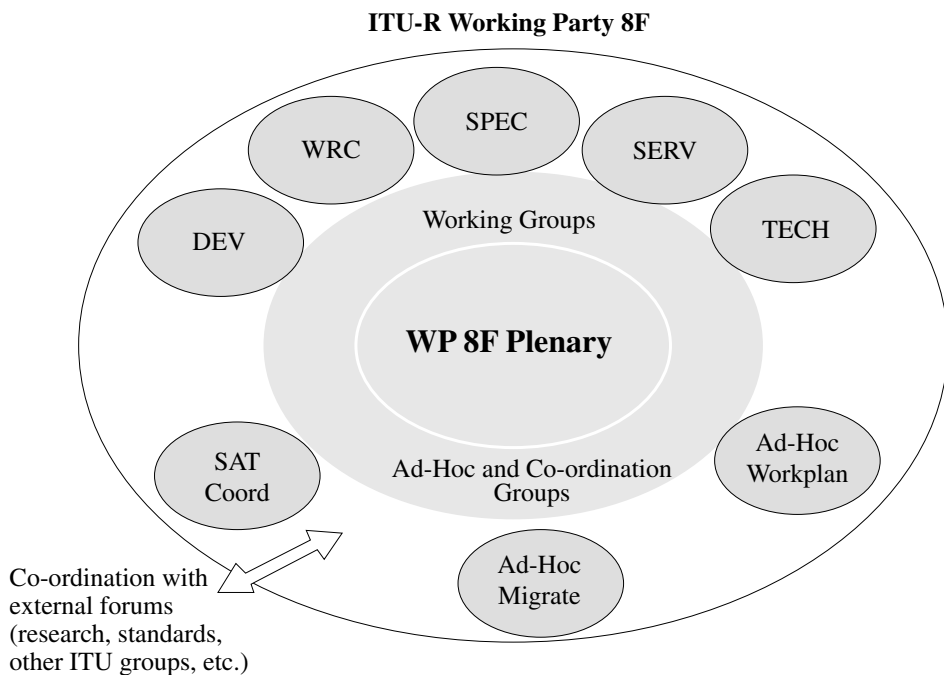 ITU-R Working Party 8F
SPEC
WRC
SERV
DEV
TECH
Working Groups
WP 8F Plenary
Ad-Hoc and Co-ordination
Groups
SAT
Coord
Ad-Hoc
Workplan
Ad-Hoc
Migrate
Co-ordination with
external forums
(research, standards,
other ITU groups, etc.)